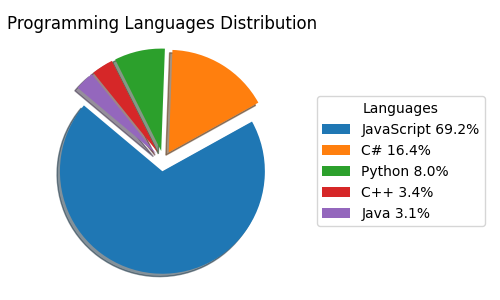 Programming Languages Distribution
Languages
JavaScript 69.2%
C# 16.4%
Python 8.0%
C++ 3.4%
Java 3.1%